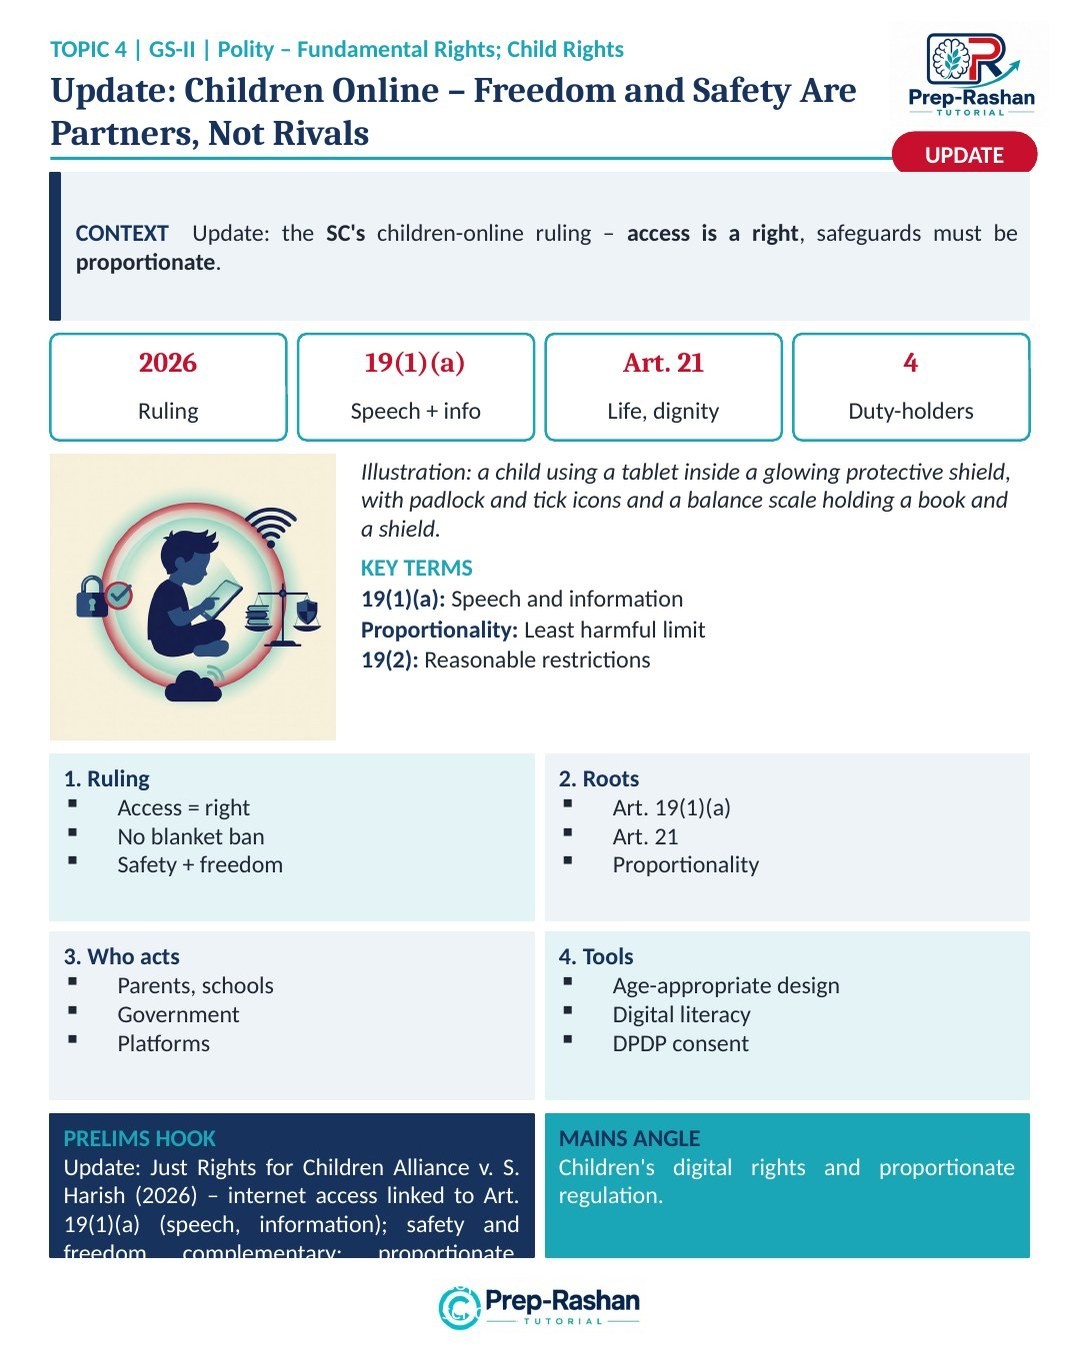 TOPIC 4 | GS-II | Polity – Fundamental Rights; Child Rights
Update: Children Online – Freedom and Safety Are
Partners, Not Rivals
Prep-Rashan
TUTORIAL
UPDATE
CONTEXT Update: the SC's children-online ruling – access is a right, safeguards must be
proportionate.
2026
Ruling
19(1)(a)
Speech + info
Art. 21
Life, dignity
4
Duty-holders
Illustration: a child using a tablet inside a glowing protective shield,
with padlock and tick icons and a balance scale holding a book and
a shield.
KEY TERMS
19(1)(a): Speech and information
Proportionality: Least harmful limit
19(2): Reasonable restrictions
1. Ruling
▪ Access = right
▪ No blanket ban
▪ Safety + freedom
2. Roots
▪ Art. 19(1)(a)
▪ Art. 21
▪ Proportionality
3. Who acts
▪ Parents, schools
▪ Government
▪ Platforms
4. Tools
▪ Age-appropriate design
▪ Digital literacy
▪ DPDP consent
PRELIMS HOOK
Update: Just Rights for Children Alliance v. S.
Harish (2026) – internet access linked to Art.
19(1)(a) (speech, information); safety and
freedom complementary; proportionate
MAINS ANGLE
Children's digital rights and proportionate
regulation.
Prep-Rashan
TUTORIAL